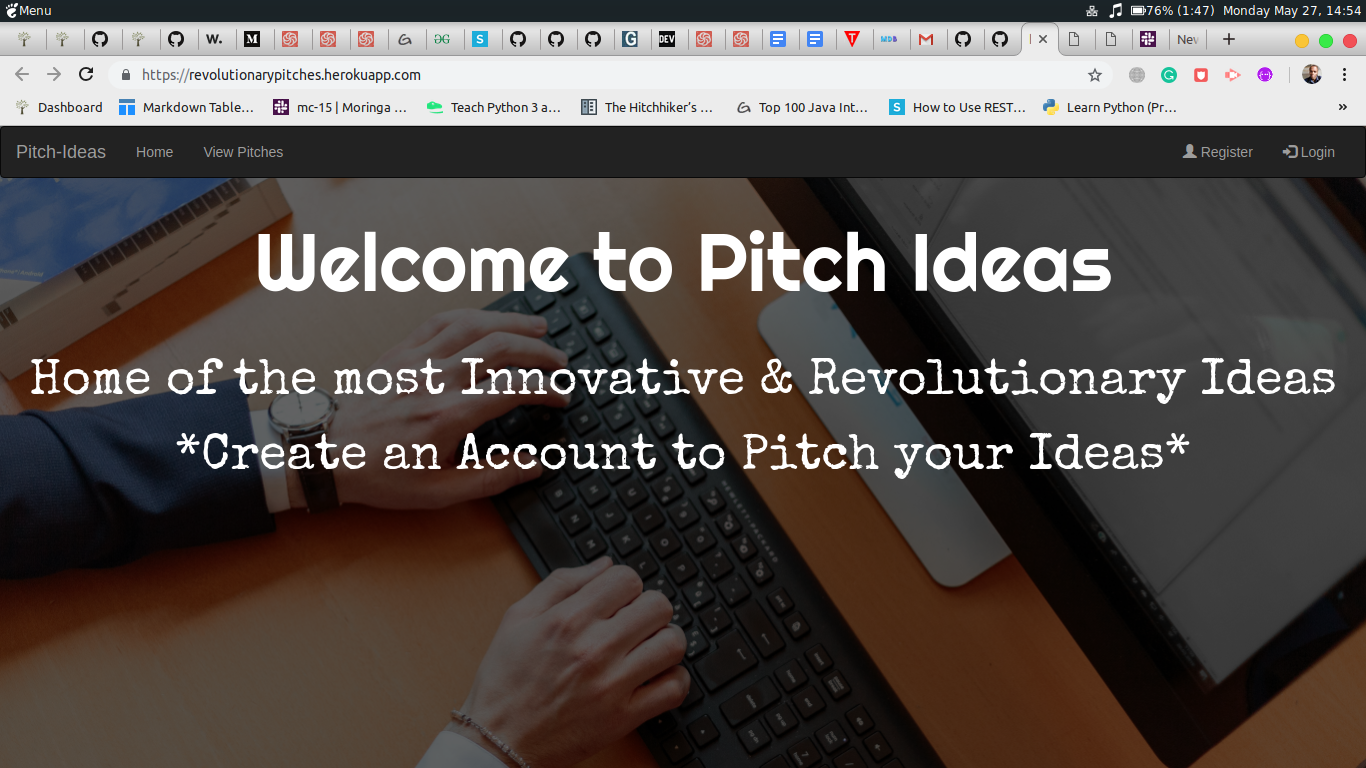 Menu
76% (1:47) Monday May 27, 14:54
W.
M
G
DEV
MDB
Nev
https://revolutionarypitches.herokuapp.com
Dashboard
Markdown Table…
mc-15 | Moringa …
Teach Python 3 a…
The Hitchhiker’s …
Top 100 Java Int…
S How to Use REST…
Learn Python (Pr…
»
Pitch-Ideas
Home
View Pitches
Register
Login
Welcome to Pitch Ideas
Home of the most Innovative & Revolutionary Ideas
*Create an Account to Pitch your Ideas*
HEWLETT-PACKARD